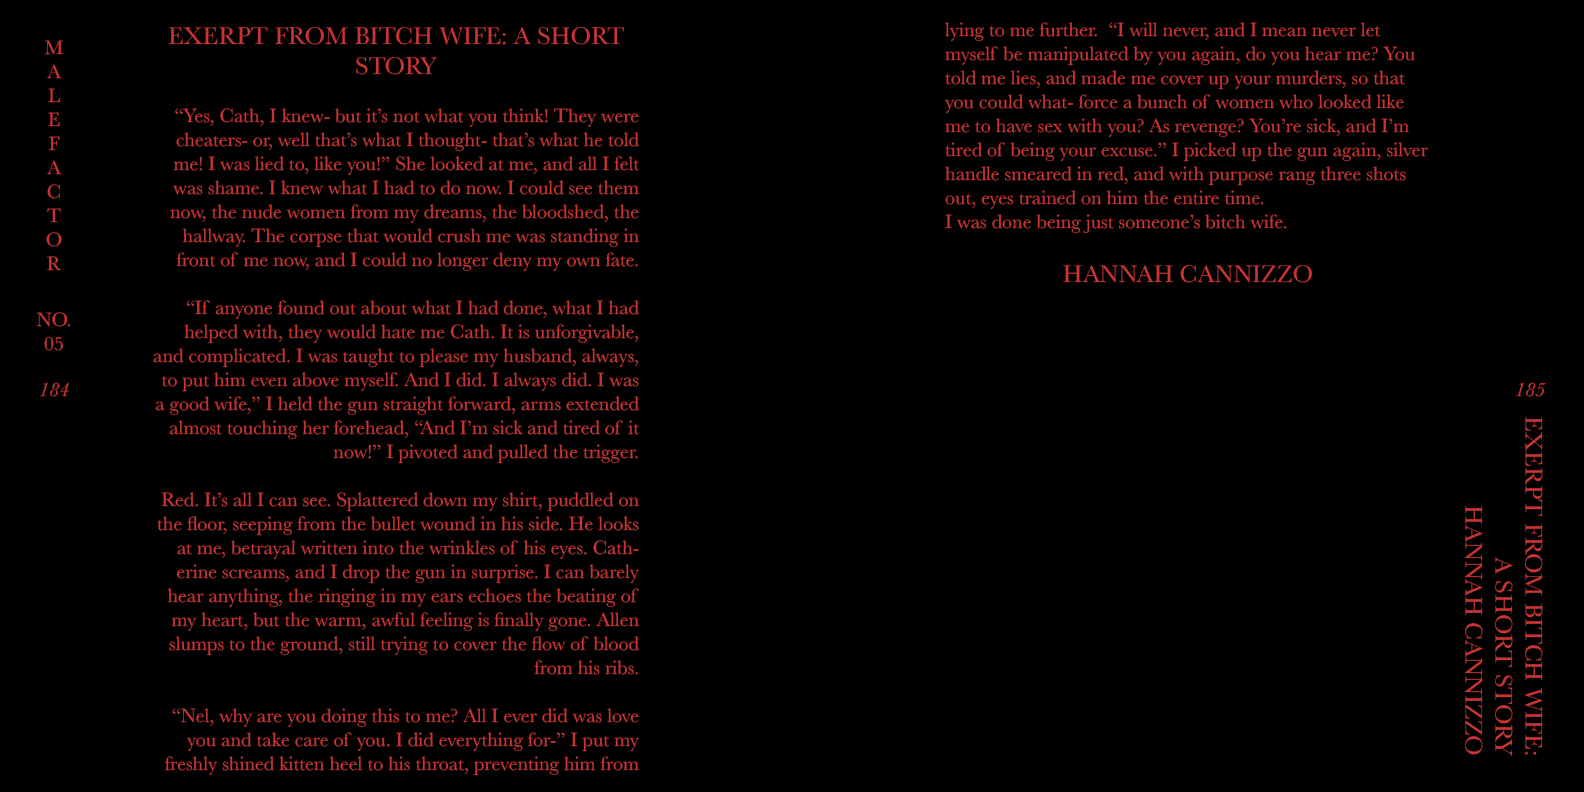 M
A
L
E
F
A
C
T
O
R
NO.
05
184
EXERPT FROM BITCH WIFE: A SHORT
STORY
“Yes, Cath, I knew- but it’s not what you think! They were
cheaters- or, well that’s what I thought- that’s what he told
me! I was lied to, like you!” She looked at me, and all I felt
was shame. I knew what I had to do now. I could see them
now, the nude women from my dreams, the bloodshed, the
hallway. The corpse that would crush me was standing in
front of me now, and I could no longer deny my own fate.
“If anyone found out about what I had done, what I had
helped with, they would hate me Cath. It is unforgivable,
and complicated. I was taught to please my husband, always,
to put him even above myself. And I did. I always did. I was
a good wife,” I held the gun straight forward, arms extended
almost touching her forehead, “And I’m sick and tired of it
now!” I pivoted and pulled the trigger.
Red. It’s all I can see. Splattered down my shirt, puddled on
the floor, seeping from the bullet wound in his side. He looks
at me, betrayal written into the wrinkles of his eyes. Cath-
erine screams, and I drop the gun in surprise. I can barely
hear anything, the ringing in my ears echoes the beating of
my heart, but the warm, awful feeling is finally gone. Allen
slumps to the ground, still trying to cover the flow of blood
from his ribs.
“Nel, why are you doing this to me? All I ever did was love
you and take care of you. I did everything for-” I put my
freshly shined kitten heel to his throat, preventing him from
lying to me further.  “I will never, and I mean never let
myself be manipulated by you again, do you hear me? You
told me lies, and made me cover up your murders, so that
you could what- force a bunch of women who looked like
me to have sex with you? As revenge? You’re sick, and I’m
tired of being your excuse.” I picked up the gun again, silver
handle smeared in red, and with purpose rang three shots
out, eyes trained on him the entire time.
I was done being just someone’s bitch wife.
HANNAH CANNIZZO
185
EXERPT FROM BITCH WIFE:
A SHORT STORY
HANNAH CANNIZZO